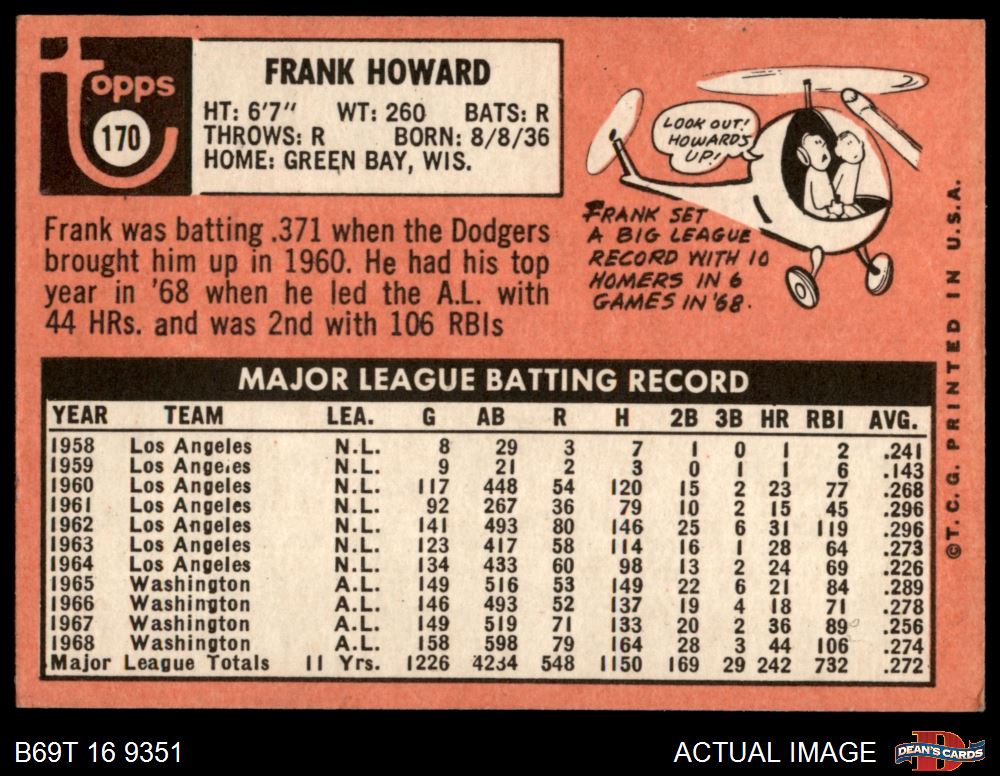 topps
170
FRANK HOWARD
HT: 6'7" WT: 260 BATS: R
THROWS: R BORN: 8/8/36
HOME: GREEN BAY, WIS.
LOOK OUT!
HOWARDS
UP!
Frank was batting .371 when the Dodgers
brought him up in 1960. He had his top
year in '68 when he led the A.L. with
44 HRs. and was 2nd with 106 RBIs
FRANK SET
A BIG LEAGUE
RECORD WITH 10
HOMERS IN 6
GAMES IN '68.
MAJOR LEAGUE BATTING RECORD
YEAR TEAM LEA. G AB R H 2B 3B HR RBI AVG.
1958 Los Angeles N.L. 8 29 3 7 1 0 1 2 .241
1959 Los Angeles N.L. 9 21 2 3 0 1 1 6 .143
1960 Los Angeles N.L. 117 448 54 120 15 2 23 77 .268
1961 Los Angeles N.L. 92 267 36 79 10 2 15 45 .296
1962 Los Angeles N.L. 141 493 80 146 25 6 31 119 .296
1963 Los Angeles N.L. 123 417 58 114 16 1 28 64 .273
1964 Los Angeles N.L. 134 433 60 98 13 2 24 69 .226
1965 Washington A.L. 149 516 53 149 22 6 21 84 .289
1966 Washington A.L. 146 493 52 137 19 4 18 71 .278
1967 Washington A.L. 149 519 71 133 20 2 36 89 .256
1968 Washington A.L. 158 598 79 164 28 3 44 106 .274
Major League Totals 11 Yrs. 1226 4234 548 1150 169 29 242 732 .272
©T.C.G. PRINTED IN U.S.A.
B69T 16 9351
ACTUAL IMAGE
D
DEAN'S CARDS